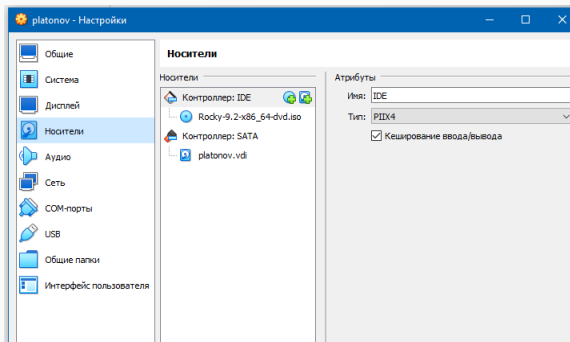 platonov - Настройки
Общие
Система
Дисплей
Носители
Аудио
Сеть
COM-порты
USB
Общие папки
Интерфейс пользователя
Носители
Носители
Контроллер: IDE
Rocky-9.2-x86_64-dvd.iso
Контроллер: SATA
platonov.vdi
Атрибуты
Имя: IDE
Тип: PIIX4
Кеширование ввода/вывода